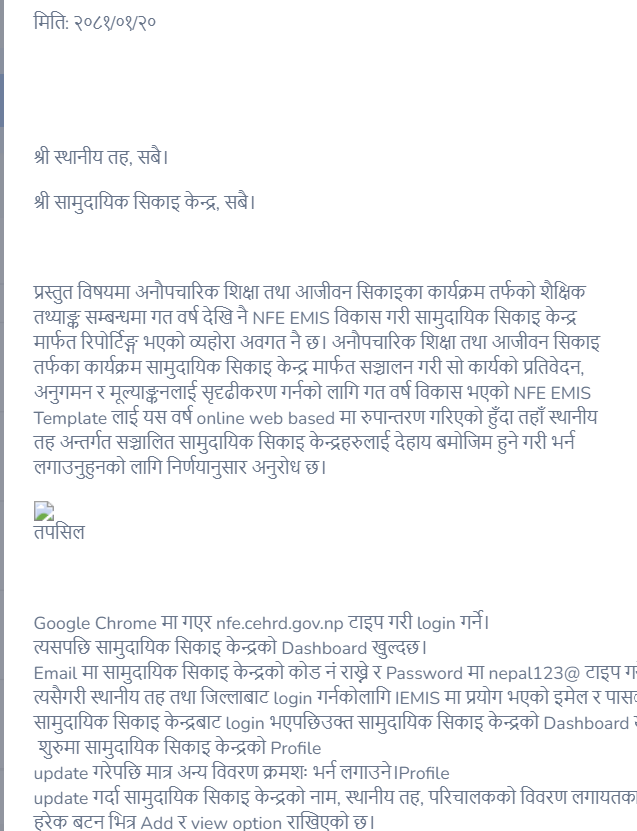 मिति: २०८१/०१/२०
श्री स्थानीय तह, सबै।
श्री सामुदायिक सिकाइ केन्द्र, सबै।
प्रस्तुत विषयमा अनौपचारिक शिक्षा तथा आजीवन सिकाइका कार्यक्रम तर्फको शैक्षिक
तथ्याङ्क सम्बन्धमा गत वर्ष देखि नै NFE EMIS विकास गरी सामुदायिक सिकाइ केन्द्र
मार्फत रिपोर्टिङ्ग भएको व्यहोरा अवगत नै छ। अनौपचारिक शिक्षा तथा आजीवन सिकाइ
तर्फका कार्यक्रम सामुदायिक सिकाइ केन्द्र मार्फत सञ्चालन गरी सो कार्यको प्रतिवेदन,
अनुगमन र मूल्याङ्कनलाई सुदृढीकरण गर्नको लागि गत वर्ष विकास भएको NFE EMIS
Template लाई यस वर्ष online web based मा रुपान्तरण गरिएको हुँदा तहाँ स्थानीय
तह अन्तर्गत सञ्चालित सामुदायिक सिकाइ केन्द्रहरुलाई देहाय बमोजिम हुने गरी भर्न
लगाउनुहुनको लागि निर्णयानुसार अनुरोध छ।
तपसिल
Google Chrome मा गएर nfe.cehrd.gov.np टाइप गरी login गर्ने।
त्यसपछि सामुदायिक सिकाइ केन्द्रको Dashboard खुल्दछ।
Email मा सामुदायिक सिकाइ केन्द्रको कोड नं राख्ने र Password मा nepal123@ टाइप
त्यसैगरी स्थानीय तह तथा जिल्लाबाट login गर्नकोलागि IEMIS मा प्रयोग भएको इमेल र
सामुदायिक सिकाइ केन्द्रबाट login भएपछिउक्त सामुदायिक सिकाइ केन्द्रको Dashboard
शुरुमा सामुदायिक सिकाइ केन्द्रको Profile
update गरेपछि मात्र अन्य विवरण क्रमशः भर्न लगाउने।Profile
update गर्दा सामुदायिक सिकाइ केन्द्रको नाम, स्थानीय तह, परिचालकको विवरण लगायतका
हरेक बटन भित्र Add र view option राखिएको छ।